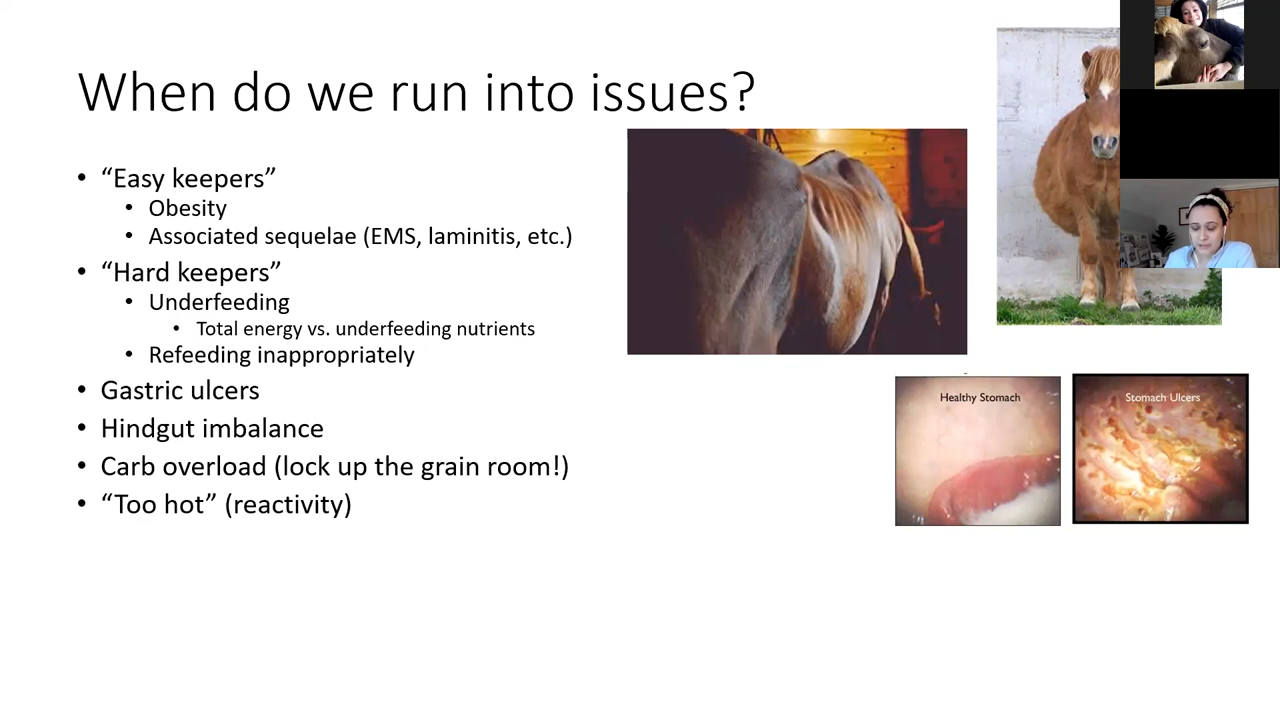 When do we run into issues?
• “Easy keepers”
• Obesity
• Associated sequelae (EMS, laminitis, etc.)
• “Hard keepers”
• Underfeeding
• Total energy vs. underfeeding nutrients
• Refeeding inappropriately
• Gastric ulcers
• Hindgut imbalance
• Carb overload (lock up the grain room!)
• “Too hot” (reactivity)
Healthy Stomach
Stomach Ulcers